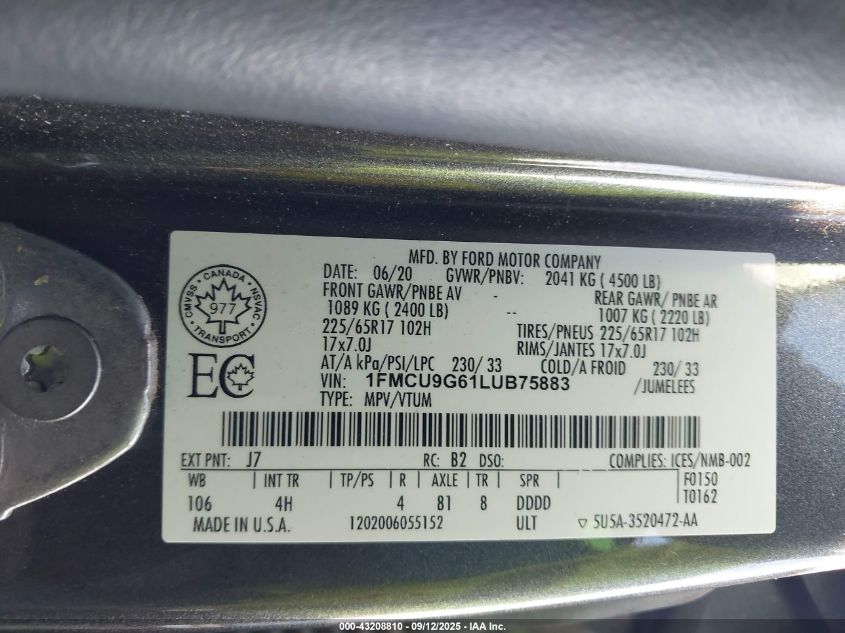 MFD. BY FORD MOTOR COMPANY
DATE: 06/20 GVWR/PNBV: 2041 KG ( 4500 LB)
FRONT GAWR/PNBE AV REAR GAWR/ PNBE AR
1089 KG ( 2400 LB) 1007 KG ( 2220 LB)
225/65R17 102H TIRES/PNEUS 225/65R17 102H
17x7.0J RIMS/JANTES 17x7.0J
AT/A kPa/PSI/LPC 230/ 33 COLD/A FROID 230/ 33
VIN: 1FMCU9G61LUB75883 /JUMELEES
TYPE: MPV/VTUM
CANADA
CMVSS NSVAC
977
TRANSPORT
EC
EXT PNT: J7 RC: B2 DSO: COMPLIES: ICES/NMB-002
WB INT TR TP/PS R AXLE TR SPR F0150
106 4H 4 81 8 DDDD T0162
MADE IN U.S.A. 1202006055152 ULT ▽ 5U5A-3520472-AA
000-43208810 - 09/12/2025 - IAA Inc.